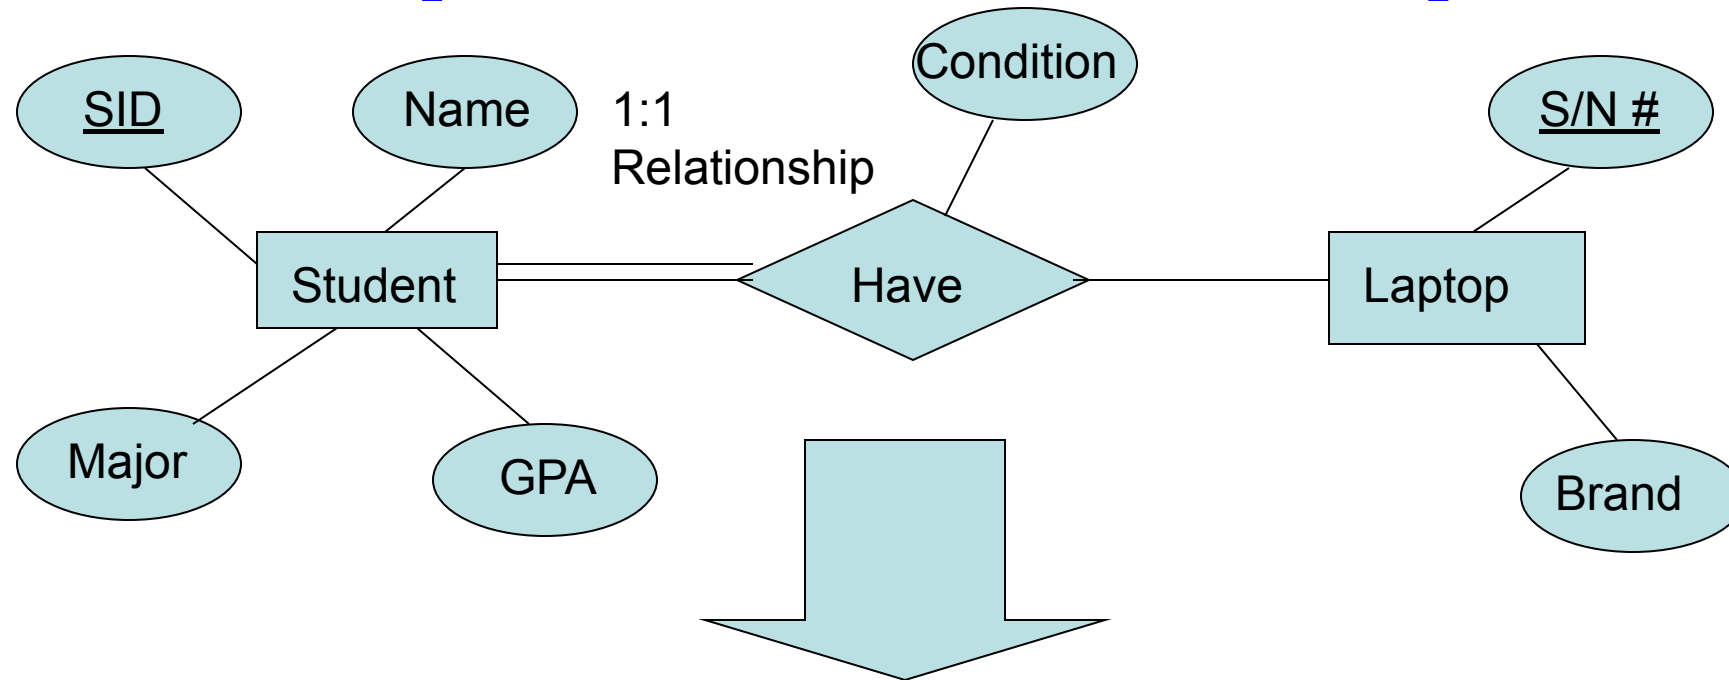 Condition
SID
Name
1:1
Relationship
S/N #
Student
Have
Laptop
Major
GPA
Brand